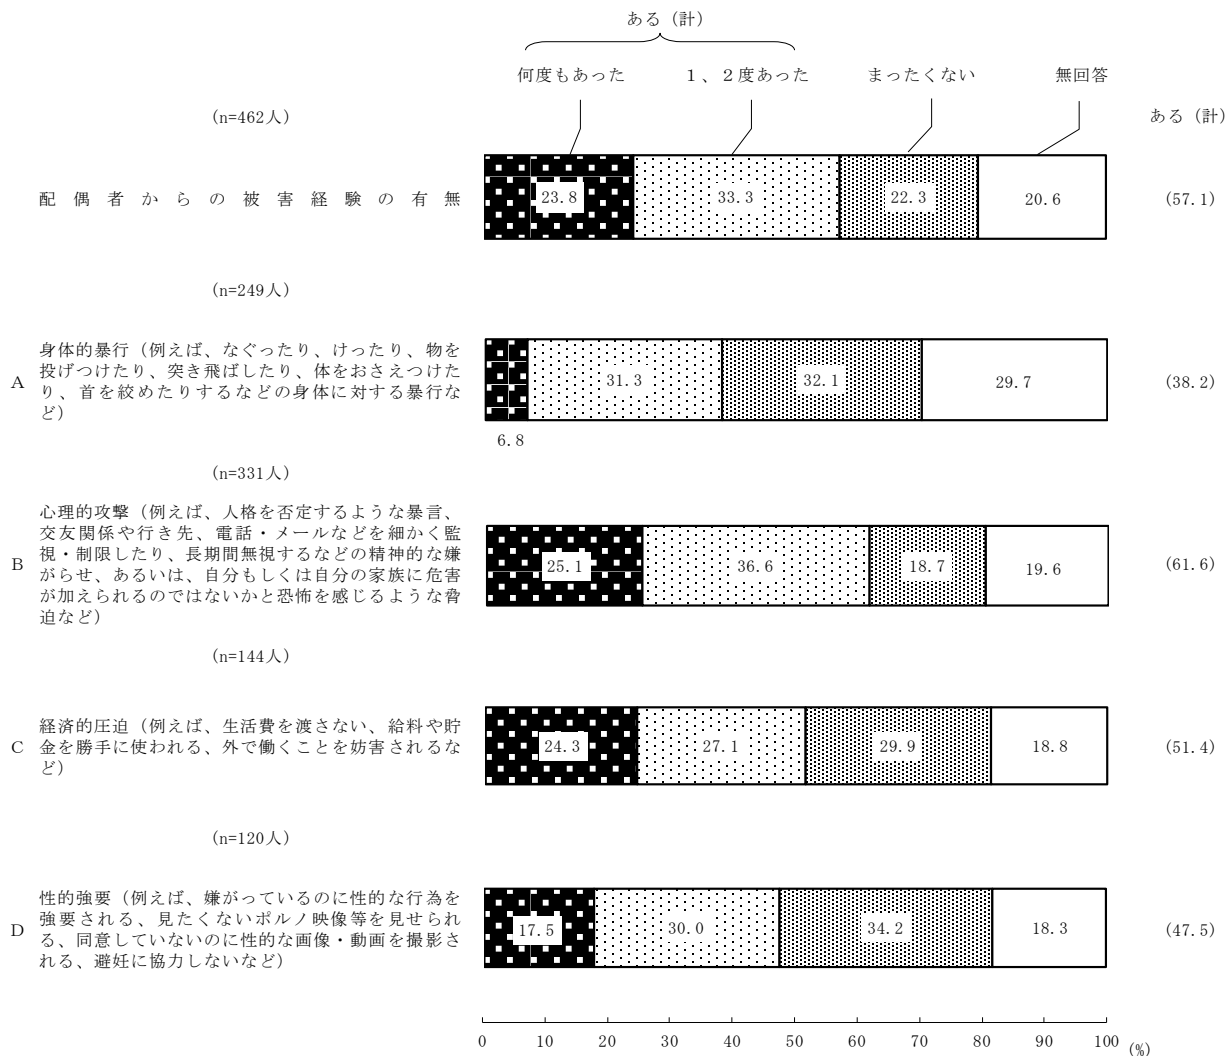 ある（計）
何度もあった　１、２度あった　まったくない　無回答
(n=462人)　ある（計）
配偶者からの被害経験の有無　23.8　33.3　22.3　20.6　(57.1)
(n=249人)
身体的暴行（例えば、なぐったり、けったり、物を
投げつけたり、突き飛ばしたり、体をおさえつけた
り、首を絞めたりするなどの身体に対する暴行な
ど）
A　31.3　32.1　29.7　(38.2)
6.8
(n=331人)
心理的攻撃（例えば、人格を否定するような暴言、
交友関係や行き先、電話・メールなどを細かく監
視・制限したり、長期間無視するなどの精神的な嫌
がらせ、あるいは、自分もしくは自分の家族に危害
が加えられるのではないかと恐怖を感じるような脅
迫など）
B　25.1　36.6　18.7　19.6　(61.6)
(n=144人)
経済的圧迫（例えば、生活費を渡さない、給料や貯
金を勝手に使われる、外で働くことを妨害されるな
ど）
C　24.3　27.1　29.9　18.8　(51.4)
(n=120人)
性的強要（例えば、嫌がっているのに性的な行為を
強要される、見たくないポルノ映像等を見せられ
る、同意していないのに性的な画像・動画を撮影さ
れる、避妊に協力しないなど）
D　17.5　30.0　34.2　18.3　(47.5)
0　10　20　30　40　50　60　70　80　90　100　(%)